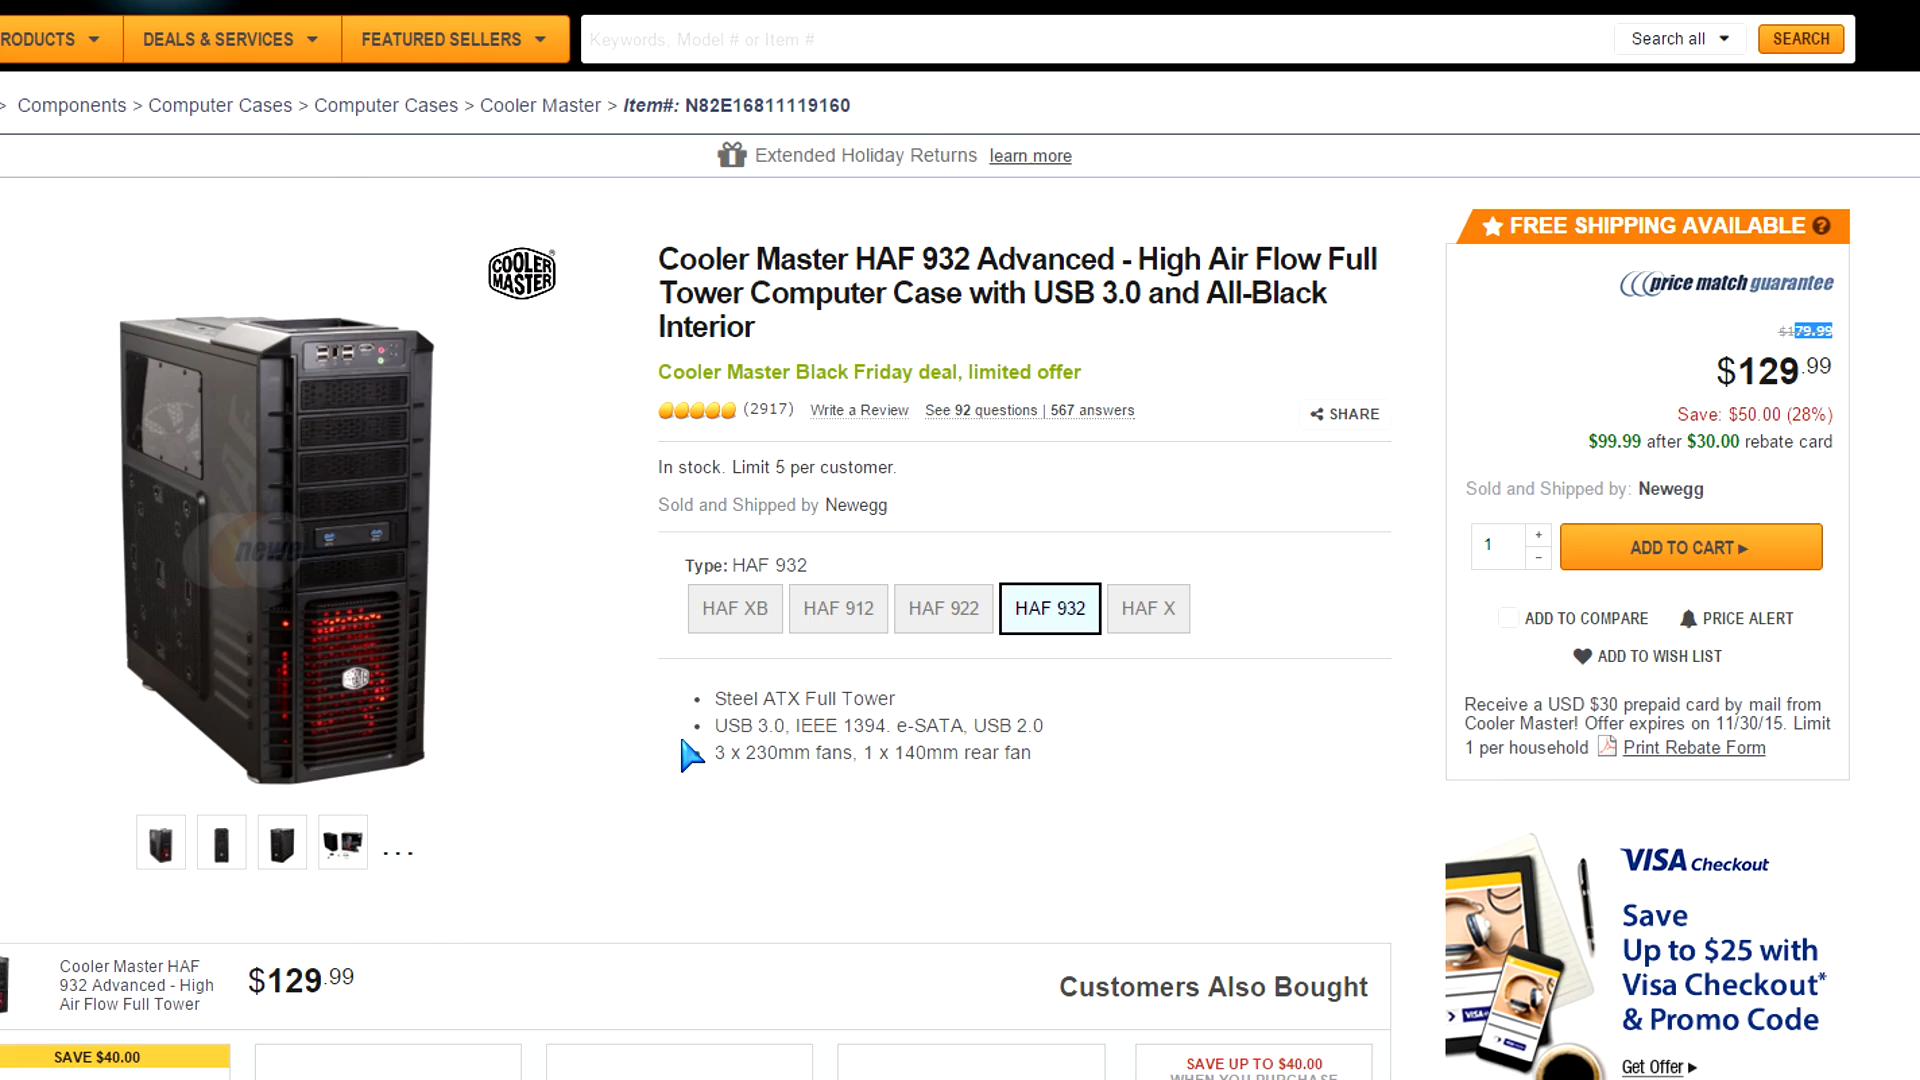 RODUCTS
DEALS & SERVICES
FEATURED SELLERS
Keywords, Model # or Item #
Search all
SEARCH
> Components > Computer Cases > Computer Cases > Cooler Master > Item#: N82E16811119160
Extended Holiday Returns learn more
COOLER MASTER
Cooler Master HAF 932 Advanced - High Air Flow Full
Tower Computer Case with USB 3.0 and All-Black
Interior
Cooler Master Black Friday deal, limited offer
(2917) Write a Review See 92 questions | 567 answers
SHARE
In stock. Limit 5 per customer.
Sold and Shipped by Newegg
Type: HAF 932
HAF XB
HAF 912
HAF 922
HAF 932
HAF X
• Steel ATX Full Tower
• USB 3.0, IEEE 1394. e-SATA, USB 2.0
3 x 230mm fans, 1 x 140mm rear fan
FREE SHIPPING AVAILABLE ?
price match guarantee
$179.99
$129.99
Save: $50.00 (28%)
$99.99 after $30.00 rebate card
Sold and Shipped by: Newegg
1
+
-
ADD TO CART ▸
ADD TO COMPARE
PRICE ALERT
ADD TO WISH LIST
Receive a USD $30 prepaid card by mail from
Cooler Master! Offer expires on 11/30/15. Limit
1 per household Print Rebate Form
...
Cooler Master HAF
932 Advanced - High
Air Flow Full Tower
$129.99
Customers Also Bought
SAVE $40.00
SAVE UP TO $40.00
WHEN YOU PURCHASE
VISA Checkout
Save
Up to $25 with
Visa Checkout*
& Promo Code
Get Offer ▸